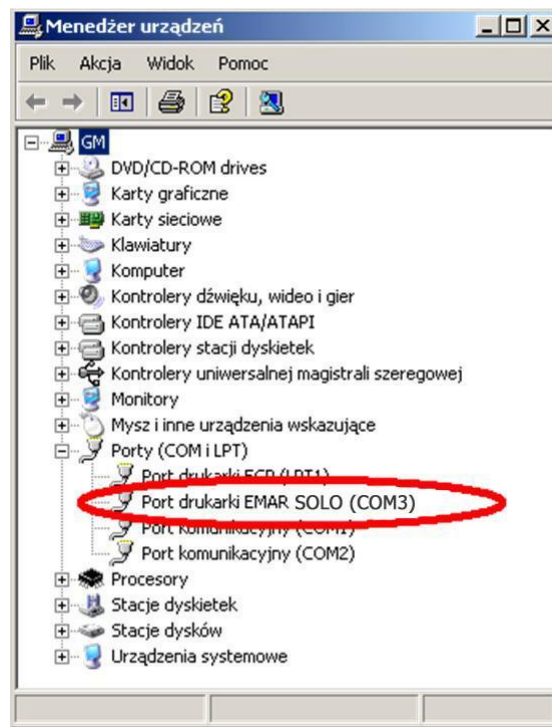 Menedżer urządzeń
Plik Akcja Widok Pomoc
GM
DVD/CD-ROM drives
Karty graficzne
Karty sieciowe
Klawiatury
Komputer
Kontrolery dźwięku, wideo i gier
Kontrolery IDE ATA/ATAPI
Kontrolery stacji dyskietek
Kontrolery uniwersalnej magistrali szeregowej
Monitory
Mysz i inne urządzenia wskazujące
Porty (COM i LPT)
Port drukarki ECP (LPT1)
Port drukarki EMAR SOLO (COM3)
Port komunikacyjny (COM1)
Port komunikacyjny (COM2)
Procesory
Stacje dyskietek
Stacje dysków
Urządzenia systemowe